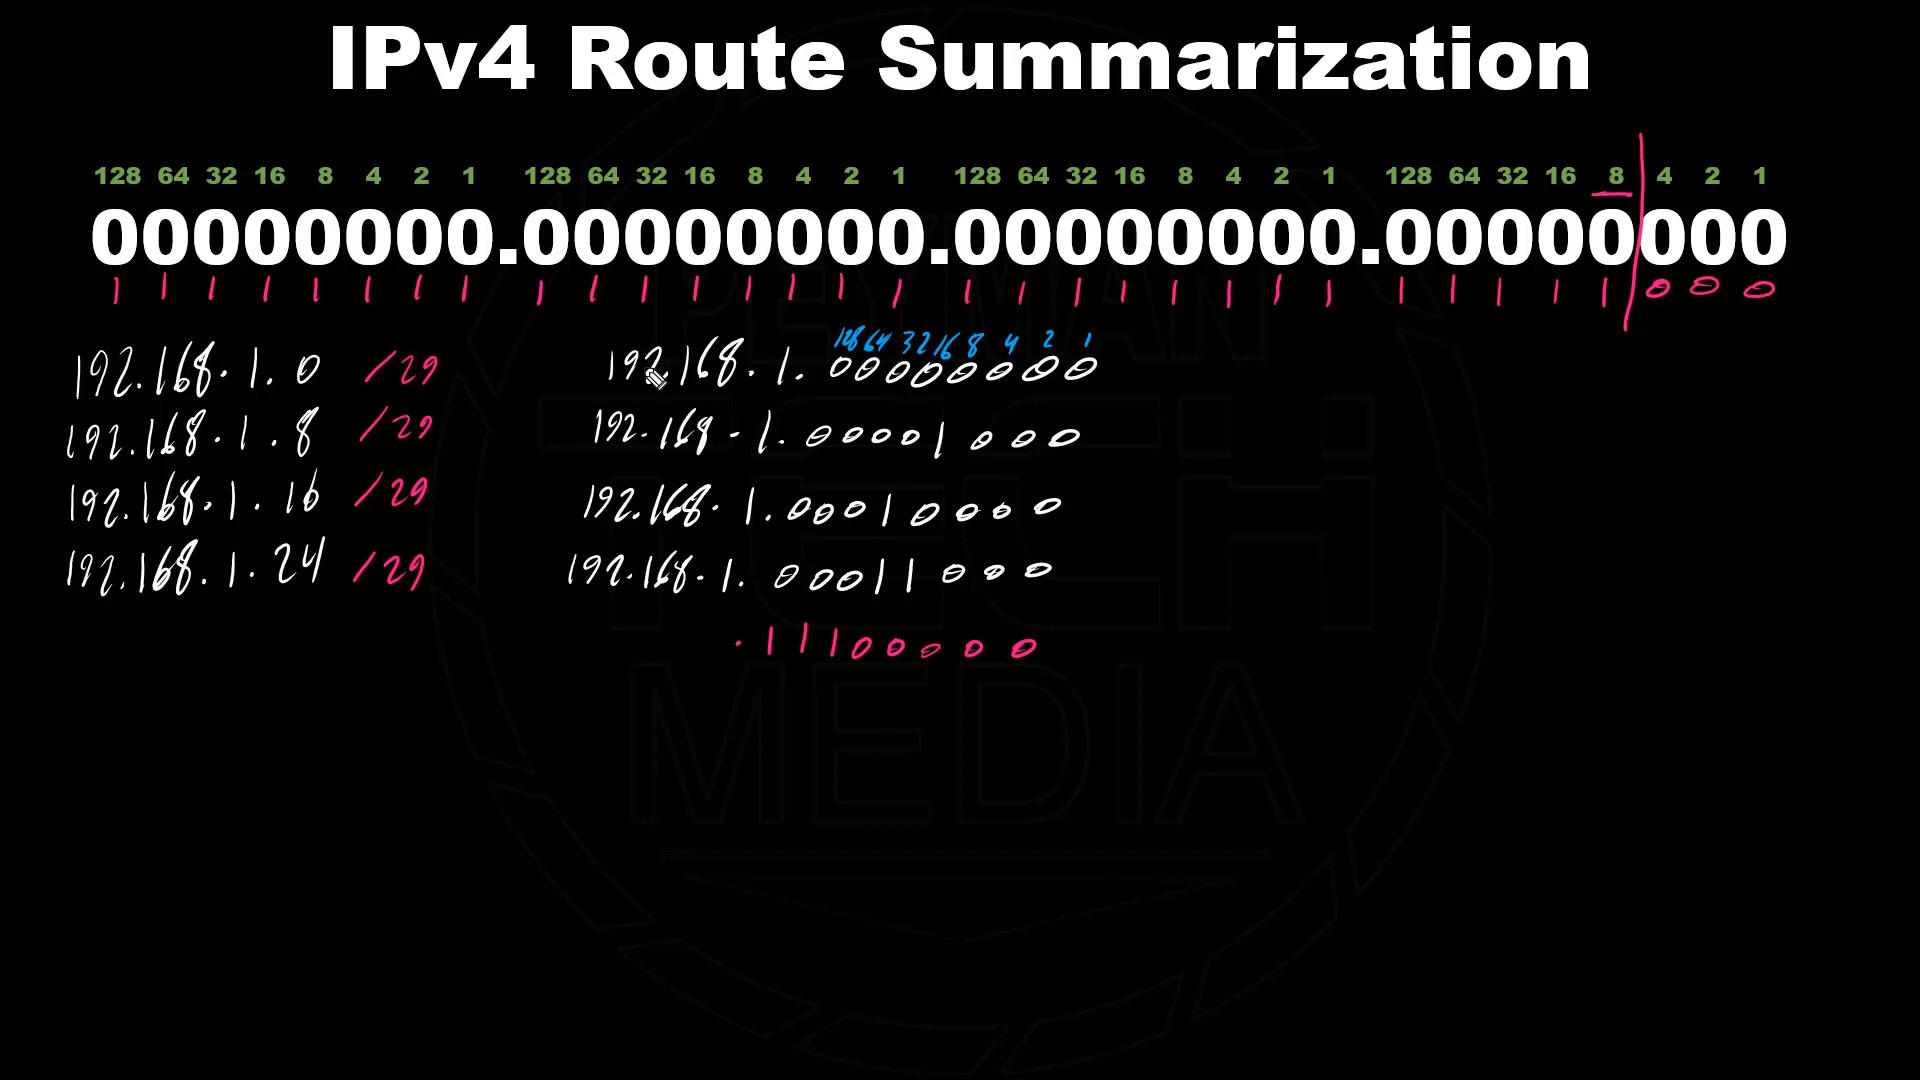 IPv4 Route Summarization
128 64 32 16 8 4 2 1 128 64 32 16 8 4 2 1 128 64 32 16 8 4 2 1 128 64 32 16 8 4 2 1
00000000.00000000.00000000.00000000
1 1 1 1 1 1 1 1 1 1 1 1 1 1 1 1 1 1 1 1 1 1 1 1 1 1 1 1 1 0 0 0
128 64 32 16 8 4 2 1
192.168.1.0 /29 192.168.1.00000000
192.168.1.8 /29 192.168.1.00001000
192.168.1.16 /29 192.168.1.00010000
192.168.1.24 /29 192.168.1.00011000
.11100000
TECH
MEDIA